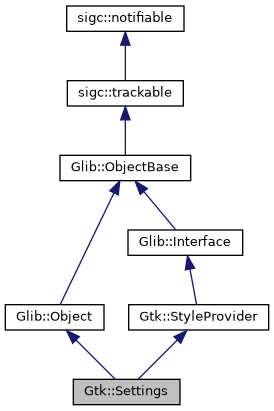 sigc::notifiable
sigc::trackable
Glib::ObjectBase
Glib::Interface
Glib::Object
Gtk::StyleProvider
Gtk::Settings